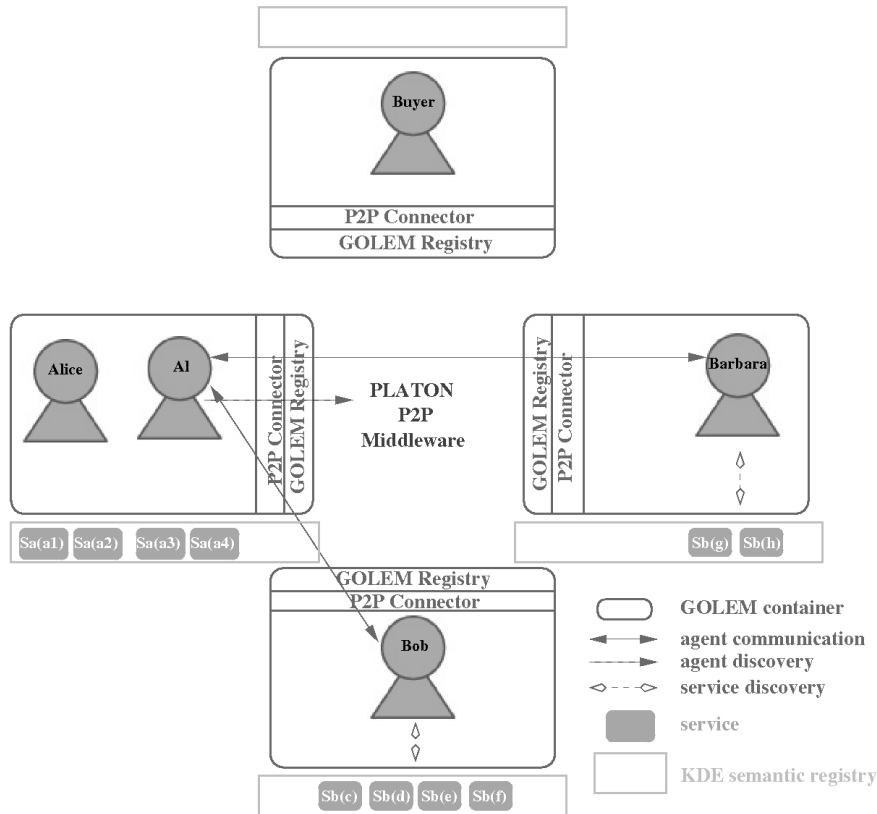 Buyer
P2P Connector
GOLEM Registry
Alice
Al
P2P Connector
GOLEM Registry
PLATON
P2P
Middleware
GOLEM Registry
P2P Connector
Barbara
Sa(a1) Sa(a2) Sa(a3) Sa(a4)
Sb(g) Sb(h)
GOLEM Registry
P2P Connector
Bob
Sb(c) Sb(d) Sb(e) Sb(f)
GOLEM container
agent communication
agent discovery
service discovery
service
KDE semantic registry